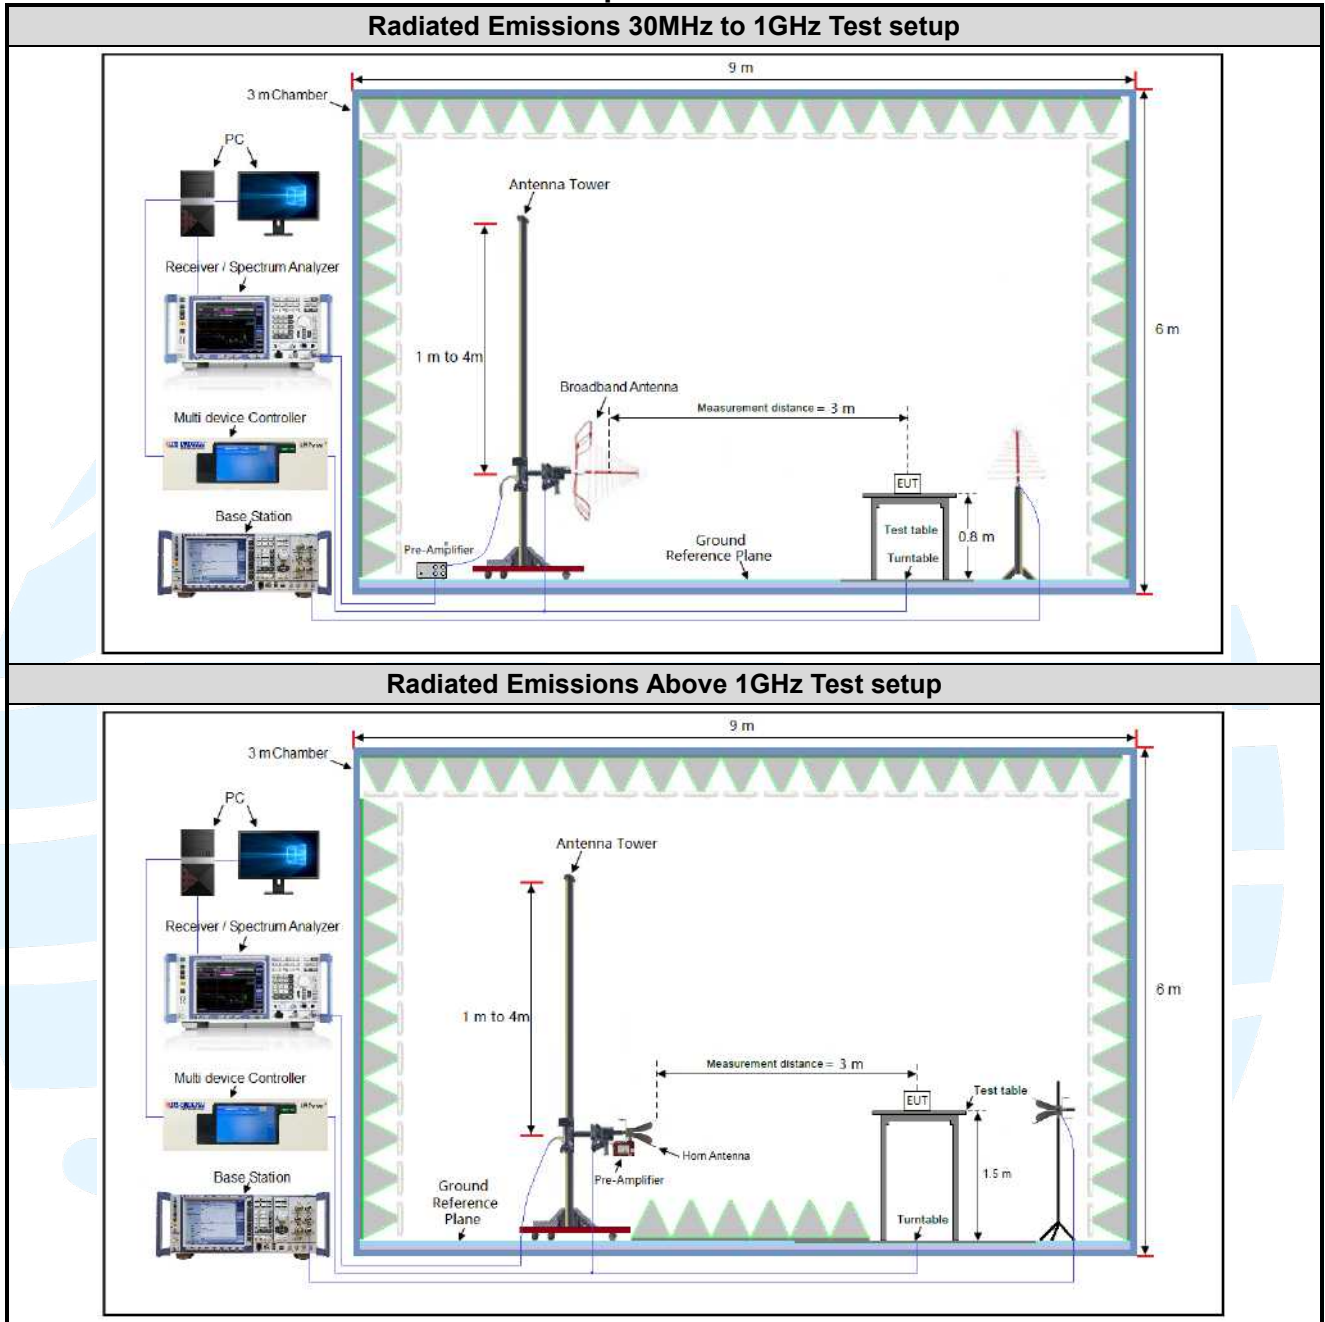 Radiated Emissions 30MHz to 1GHz Test setup
9 m
3 m Chamber
PC
Antenna Tower
Receiver / Spectrum Analyzer
6 m
1 m to 4m
Broadband Antenna
Measurement distance = 3 m
Multi device Controller
EUT
Base Station
Test table
0.8 m
Ground
Reference Plane
Pre-Amplifier
Turntable
Radiated Emissions Above 1GHz Test setup
9 m
3 m Chamber
PC
Antenna Tower
Receiver / Spectrum Analyzer
6 m
1 m to 4m
Measurement distance = 3 m
Multi device Controller
Test table
EUT
Horn Antenna
Pre-Amplifier
1.5 m
Base Station
Ground
Reference
Plane
Turntable